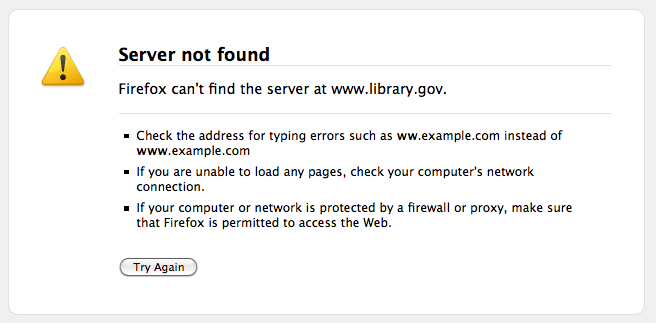 Server not found
Firefox can't find the server at www.library.gov.
Check the address for typing errors such as ww.example.com instead of
www.example.com
If you are unable to load any pages, check your computer's network
connection.
If your computer or network is protected by a firewall or proxy, make sure
that Firefox is permitted to access the Web.
Try Again